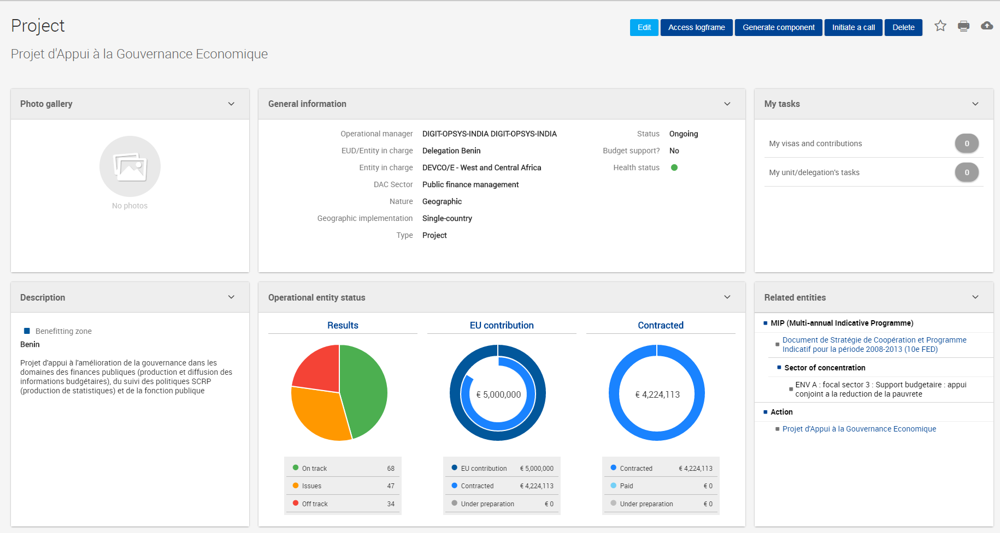 Project
Edit
Access logframe
Generate component
Initiate a call
Delete
Projet d'Appui à la Gouvernance Economique
Photo gallery
No photos
General information
Operational manager DIGIT-OPSYS-INDIA DIGIT-OPSYS-INDIA
EUD/Entity in charge Delegation Benin
Entity in charge DEVCO/E - West and Central Africa
DAC Sector Public finance management
Nature Geographic
Geographic implementation Single-country
Type Project
Status Ongoing
Budget support? No
Health status
My tasks
My visas and contributions 0
My unit/delegation's tasks 0
Description
Benefitting zone
Benin
Projet d'appui à l'amélioration de la gouvernance dans les
domaines des finances publiques (production et diffusion des
informations budgétaires), du suivi des politiques SCRP
(production de statistiques) et de la fonction publique
Operational entity status
Results
On track 68
Issues 47
Off track 34
EU contribution
€ 5,000,000
EU contribution € 5,000,000
Contracted € 4,224,113
Under preparation € 0
Contracted
€ 4,224,113
Contracted € 4,224,113
Paid € 0
Under preparation € 0
Related entities
MIP (Multi-annual Indicative Programme)
Document de Stratégie de Coopération et Programme
Indicatif pour la période 2008-2013 (10e FED)
Sector of concentration
ENV A : focal sector 3 : Support budgetaire : appui
conjoint a la reduction de la pauvrete
Action
Projet d'Appui à la Gouvernance Economique